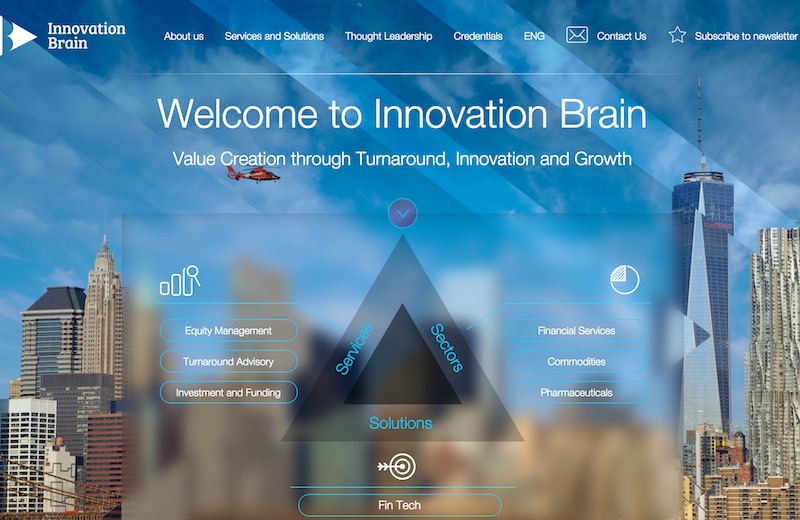 Innovation
Brain
About us
Services and Solutions
Thought Leadership
Credentials
ENG
Contact Us
Subscribe to newsletter
Welcome to Innovation Brain
Value Creation through Turnaround, Innovation and Growth
Equity Management
Turnaround Advisory
Investment and Funding
Services
Sectors
Solutions
Financial Services
Commodities
Pharmaceuticals
Fin Tech